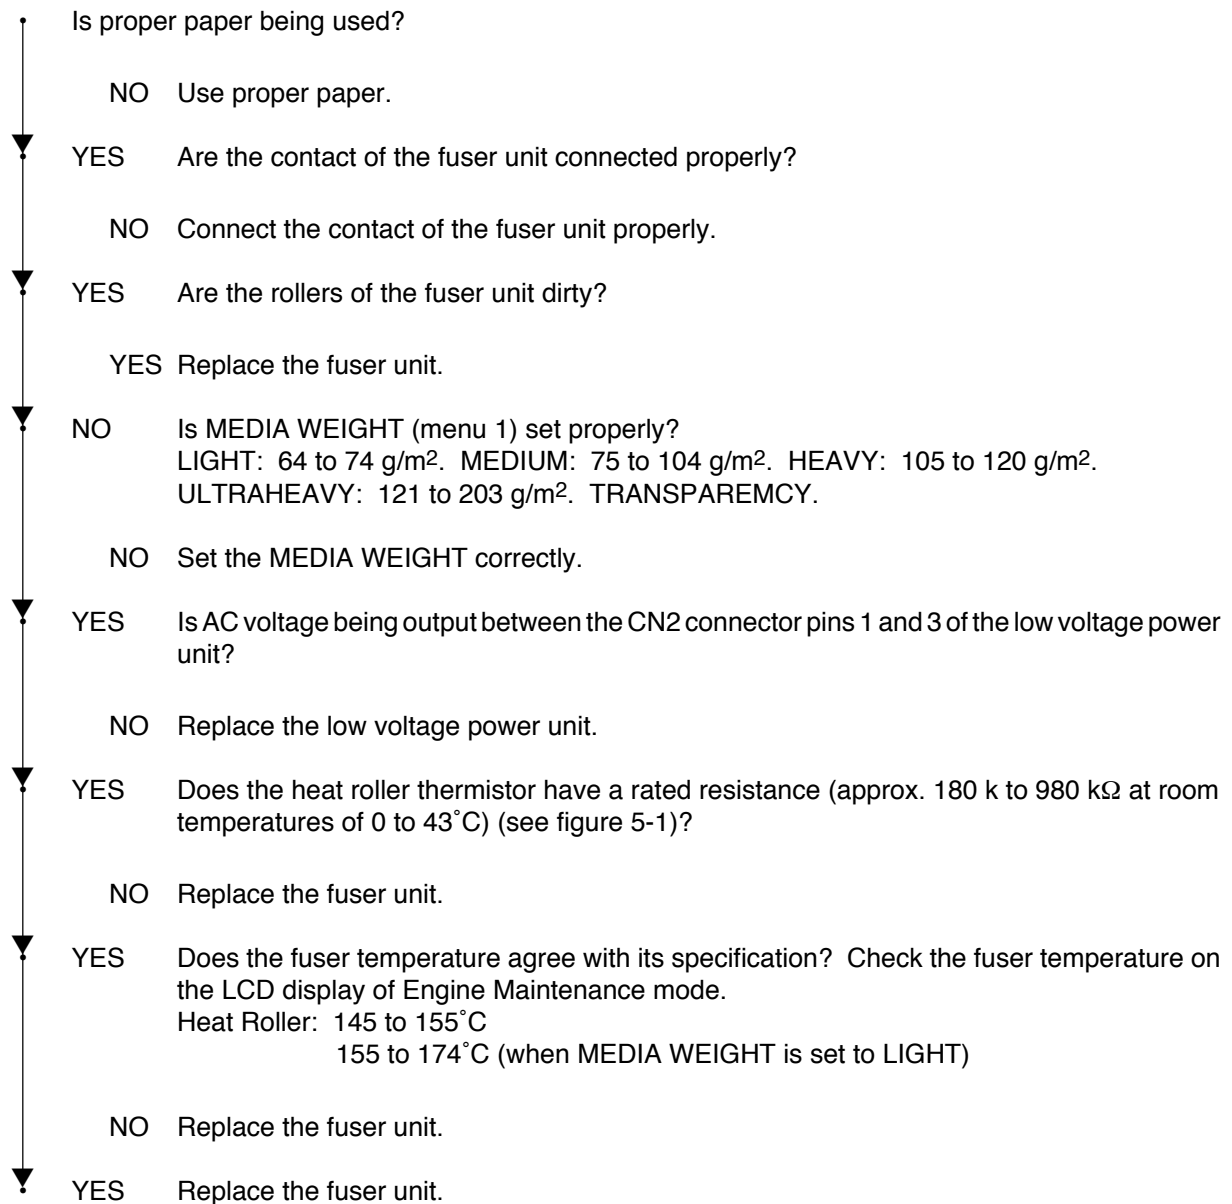 Is proper paper being used?
NO Use proper paper.
YES Are the contact of the fuser unit connected properly?
NO Connect the contact of the fuser unit properly.
YES Are the rollers of the fuser unit dirty?
YES Replace the fuser unit.
NO Is MEDIA WEIGHT (menu 1) set properly?
LIGHT: 64 to 74 g/m². MEDIUM: 75 to 104 g/m². HEAVY: 105 to 120 g/m².
ULTRAHEAVY: 121 to 203 g/m². TRANSPAREMCY.
NO Set the MEDIA WEIGHT correctly.
YES Is AC voltage being output between the CN2 connector pins 1 and 3 of the low voltage power
unit?
NO Replace the low voltage power unit.
YES Does the heat roller thermistor have a rated resistance (approx. 180 k to 980 kΩ at room
temperatures of 0 to 43˚C) (see figure 5-1)?
NO Replace the fuser unit.
YES Does the fuser temperature agree with its specification? Check the fuser temperature on
the LCD display of Engine Maintenance mode.
Heat Roller: 145 to 155˚C
155 to 174˚C (when MEDIA WEIGHT is set to LIGHT)
NO Replace the fuser unit.
YES Replace the fuser unit.